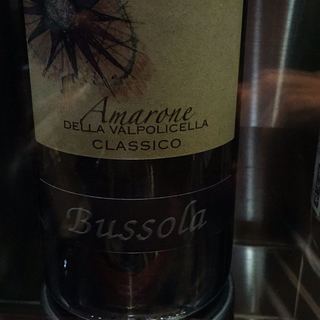 Amarone
DELLA VALPOLICELLA
CLASSICO
Bussola